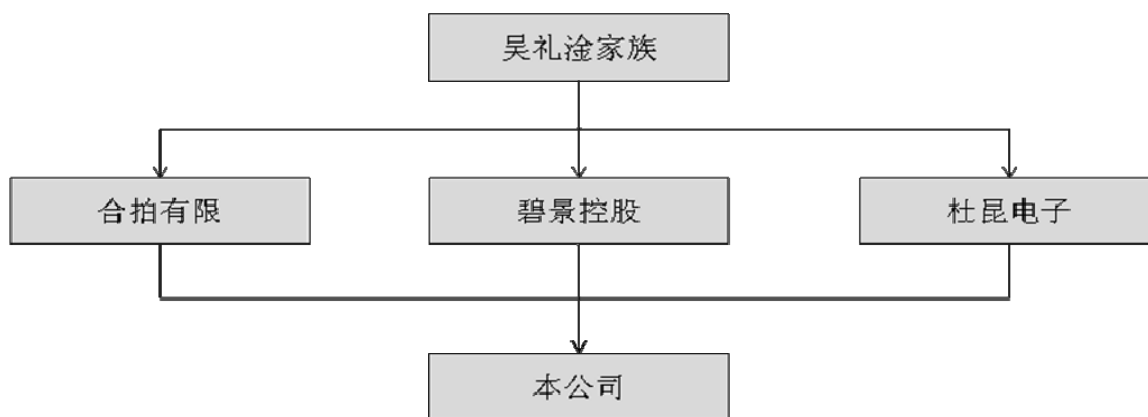 吴礼淦家族
合拍有限
碧景控股
杜昆电子
本公司